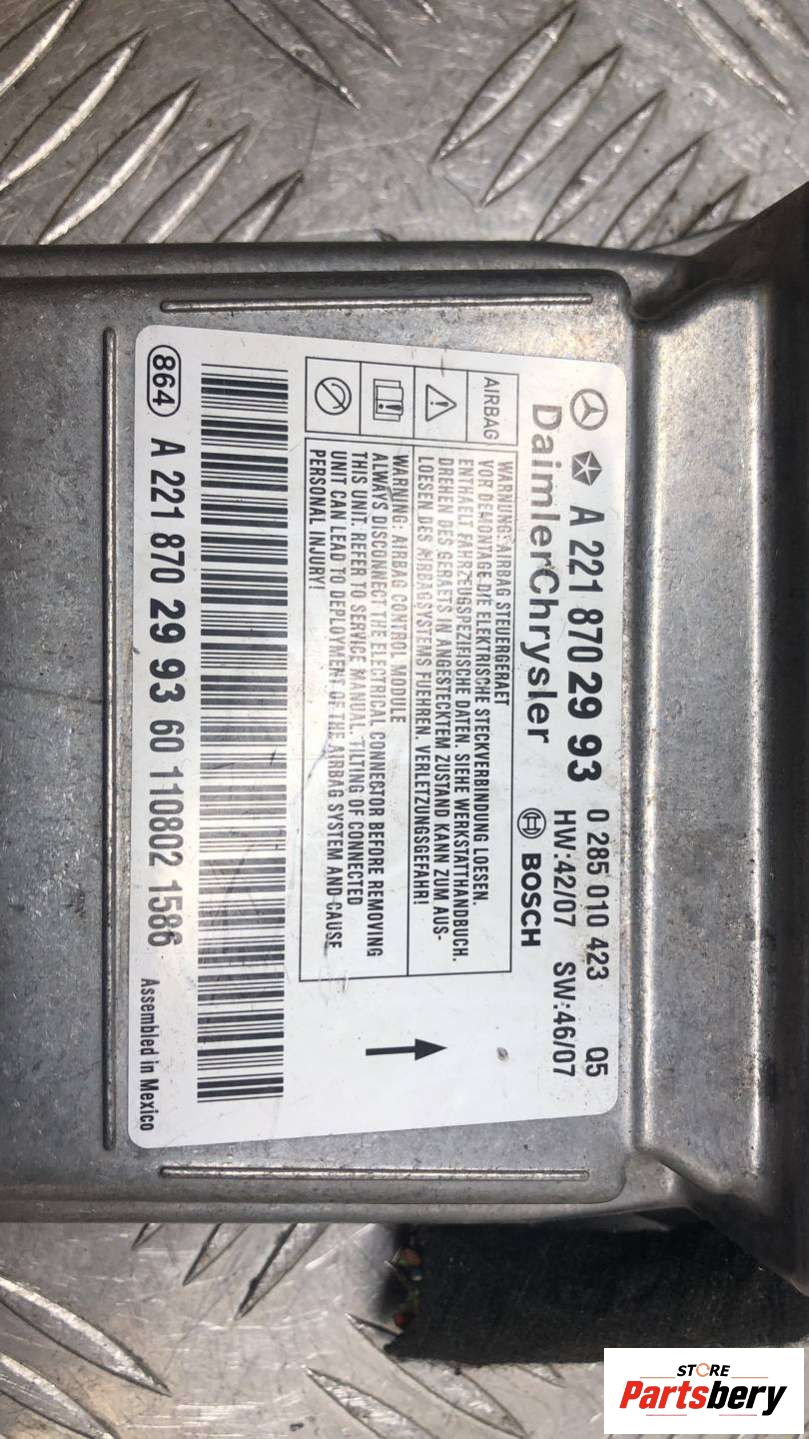 A 221 870 29 93
0 285 010 423 Q5
DaimlerChrysler
HW:42/07 SW:46/07
BOSCH
AIRBAG
WARNUNG: AIRBAG STEUERGERAET
VOR DEMONTAGE DIE ELEKTRISCHE STECKVERBINDUNG LOESEN.
ENTHAELT FAHRZEUGSPEZIFISCHE DATEN. SIEHE WERKSTATTHANDBUCH.
DREHEN DES GERAETS IN ANGESTECKTEM ZUSTAND KANN ZUM AUS-
LOESEN DES AIRBAGSYSTEMS FUEHREN. VERLETZUNGSGEFAHR!
WARNING: AIRBAG CONTROL MODULE
ALWAYS DISCONNECT THE ELECTRICAL CONNECTOR BEFORE REMOVING
THIS UNIT. REFER TO SERVICE MANUAL. TILTING OF CONNECTED
UNIT CAN LEAD TO DEPLOYMENT OF THE AIRBAG SYSTEM AND CAUSE
PERSONAL INJURY!
864 A 221 870 29 93 60 110802 1586
Assembled in Mexico
STORE
Partsbery